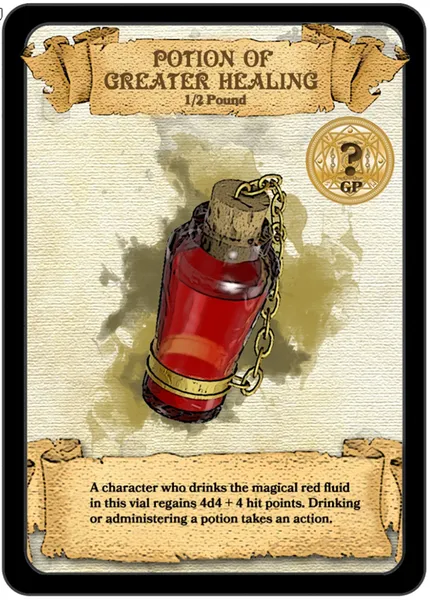 POTION OF
GREATER HEALING
1/2 Pound
?
GP
A character who drinks the magical red fluid
in this vial regains 4d4 + 4 hit points. Drinking
or administering a potion takes an action.